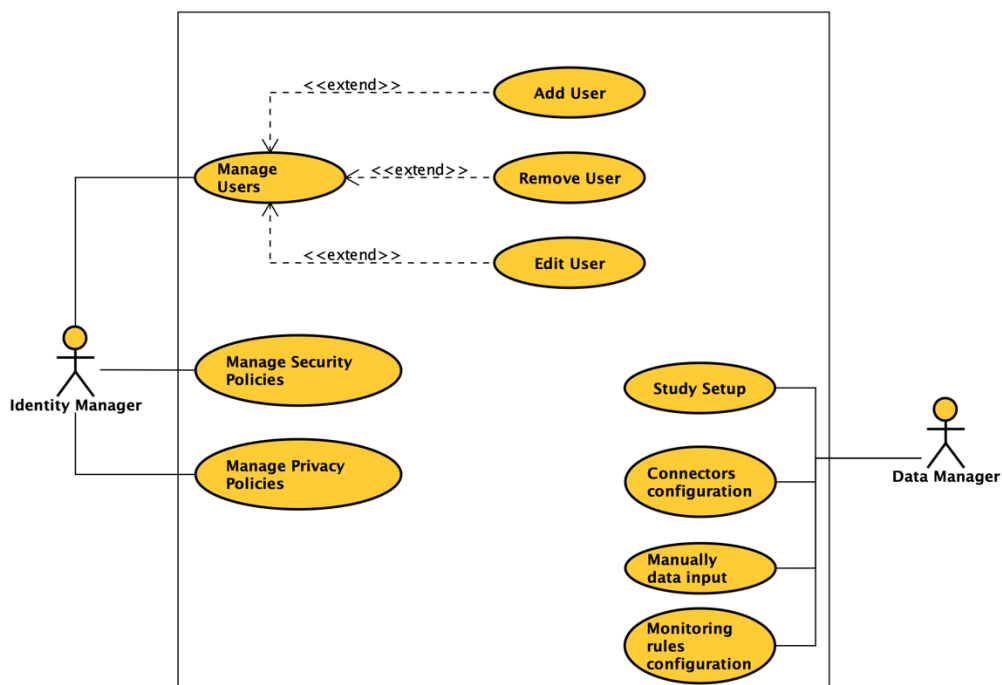 <<extend>>
Add User
Manage
Users
<<extend>>
Remove User
<<extend>>
Edit User
Identity Manager
Manage Security
Policies
Manage Privacy
Policies
Study Setup
Connectors
configuration
Manually
data input
Monitoring
rules
configuration
Data Manager